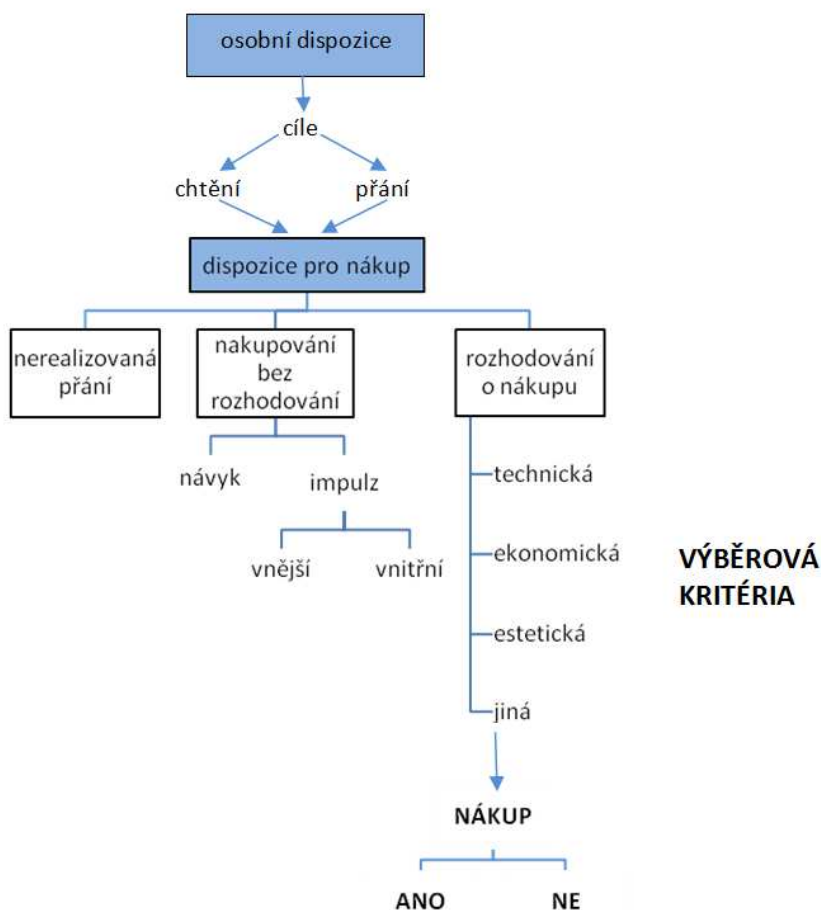 osobní dispozice
cíle
chtění
přání
dispozice pro nákup
nerealizovaná
přání
nakupování
bez
rozhodování
rozhodování
o nákupu
návyk
impulz
vnější
vnitřní
technická
ekonomická
estetická
jiná
VÝBĚROVÁ
KRITÉRIA
NÁKUP
ANO
NE